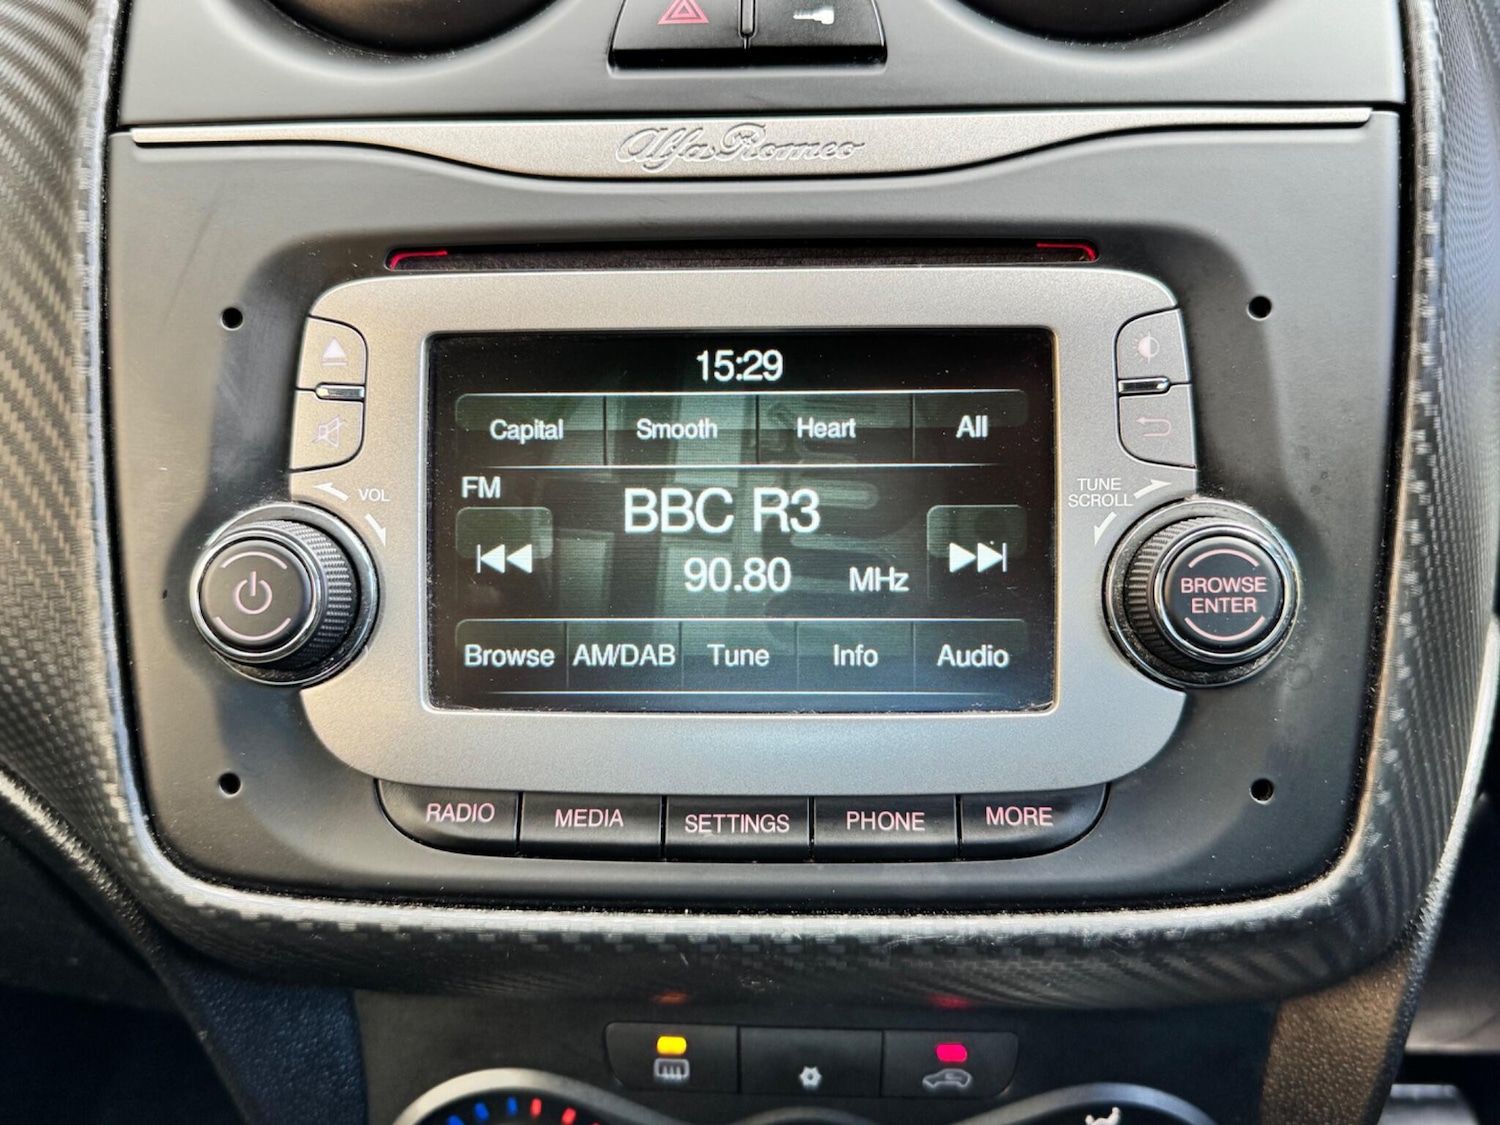 Alfa Romeo
15:29
Capital Smooth Heart All
FM
BBC R3
90.80 MHz
Browse AM/DAB Tune Info Audio
VOL
TUNE
SCROLL
BROWSE
ENTER
RADIO MEDIA SETTINGS PHONE MORE